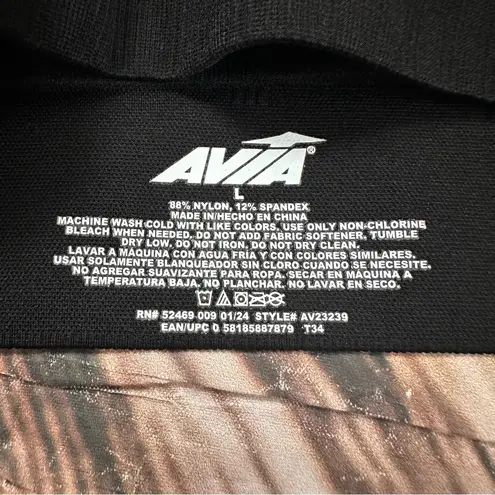 AVIA®
L
88% NYLON, 12% SPANDEX
MADE IN/HECHO EN CHINA
MACHINE WASH COLD WITH LIKE COLORS, USE ONLY NON-CHLORINE
BLEACH WHEN NEEDED. DO NOT ADD FABRIC SOFTENER, TUMBLE
DRY LOW. DO NOT IRON. DO NOT DRY CLEAN.
LAVAR A MÁQUINA CON AGUA FRÍA Y CON COLORES SIMILARES.
USAR SOLAMENTE BLANQUEADOR SIN CLORO CUANDO SE NECESITE.
NO AGREGAR SUAVIZANTE PARA ROPA. SECAR EN MÁQUINA A
TEMPERATURA BAJA. NO PLANCHAR. NO LAVAR EN SECO.
RN# 52469-009 01/24 STYLE# AV23239
EAN/UPC 0 58185887879 T34